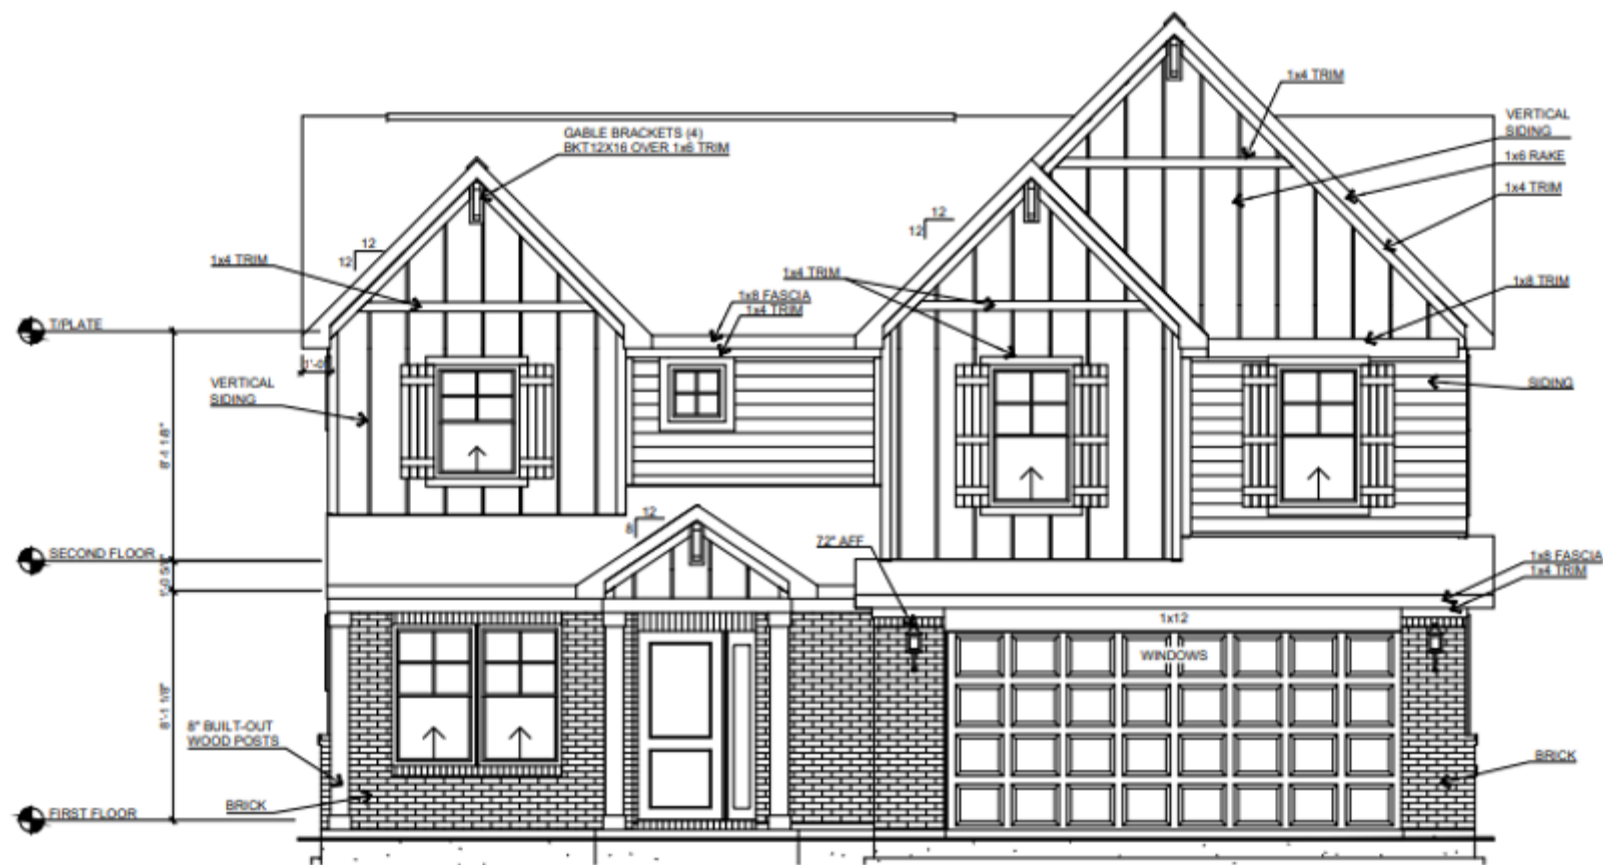 1x4 TRIM
VERTICAL
SIDING
GABLE BRACKETS (4)
BKT12X16 OVER 1x6 TRIM
1x6 RAKE
1x4 TRIM
12
12
12
12
1x4 TRIM
1x4 TRIM
1x8 TRIM
1x8 FASCIA
1x4 TRIM
T/PLATE
1'-0"
VERTICAL
SIDING
SIDING
8'-1 1/8"
12
8
72" AFF
SECOND FLOOR
1x8 FASCIA
1x4 TRIM
1x12
WINDOWS
8'-1 1/8"
8" BUILT-OUT
WOOD POSTS
BRICK
BRICK
FIRST FLOOR